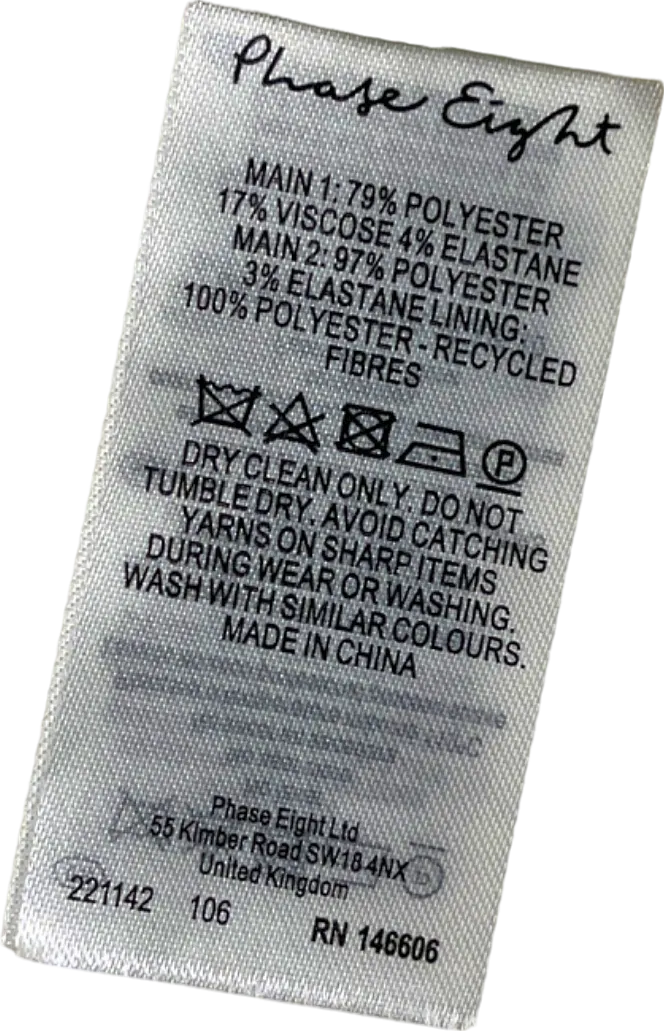 Phase Eight
MAIN 1: 79% POLYESTER
17% VISCOSE 4% ELASTANE
MAIN 2: 97% POLYESTER
3% ELASTANE LINING:
100% POLYESTER - RECYCLED
FIBRES
P
DRY CLEAN ONLY. DO NOT
TUMBLE DRY. AVOID CATCHING
YARNS ON SHARP ITEMS
DURING WEAR OR WASHING.
WASH WITH SIMILAR COLOURS.
MADE IN CHINA
Phase Eight Ltd
55 Kimber Road SW18 4NX
United Kingdom
221142 106 RN 146606